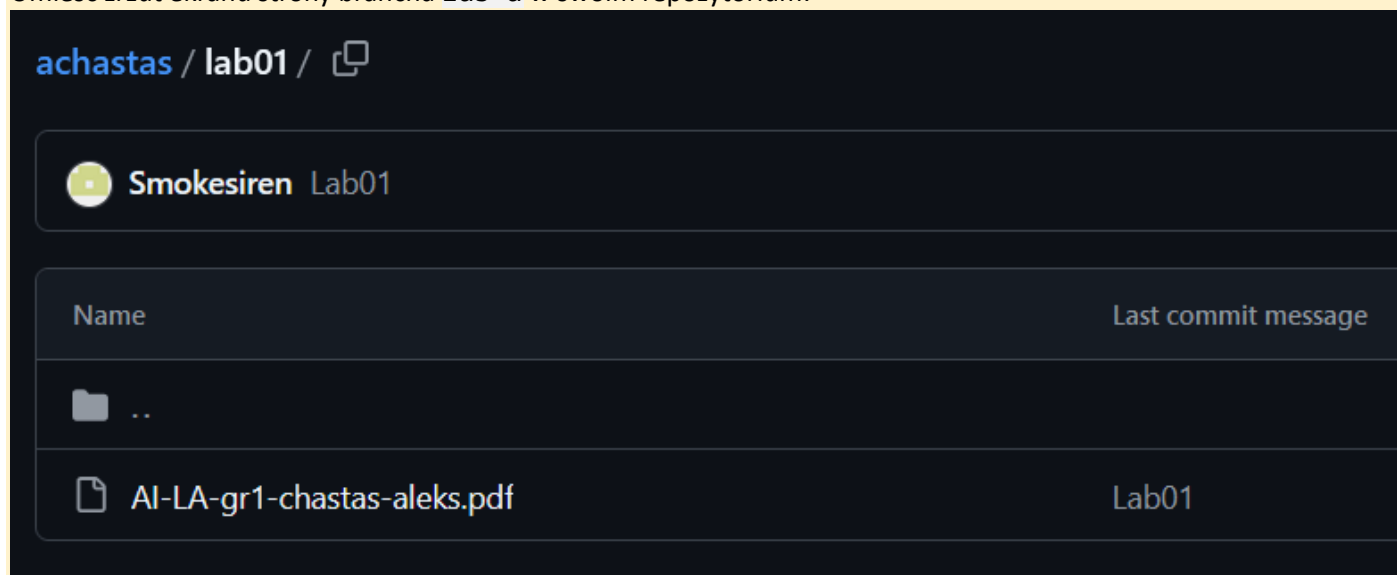 achastas / lab01 /
Smokesiren Lab01
Name Last commit message
..
AI-LA-gr1-chastas-aleks.pdf Lab01